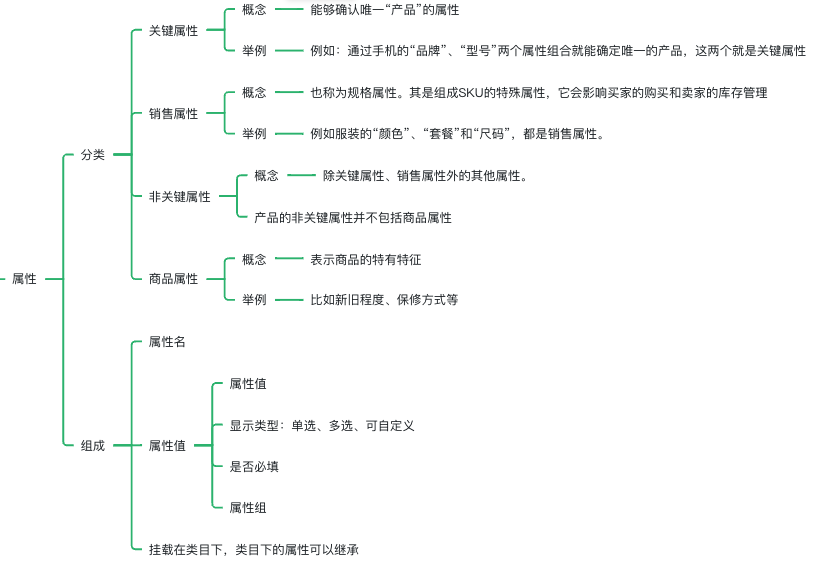 属性
分类
关键属性
概念
能够确认唯一“产品”的属性
举例
例如：通过手机的“品牌”、“型号”两个属性组合就能确定唯一的产品，这两个就是关键属性
销售属性
概念
也称为规格属性。其是组成SKU的特殊属性，它会影响买家的购买和卖家的库存管理
举例
例如服装的“颜色”、“套餐”和“尺码”，都是销售属性。
非关键属性
概念
除关键属性、销售属性外的其他属性。
产品的非关键属性并不包括商品属性
商品属性
概念
表示商品的特有特征
举例
比如新旧程度、保修方式等
组成
属性名
属性值
属性值
显示类型：单选、多选、可自定义
是否必填
属性组
挂载在类目下，类目下的属性可以继承